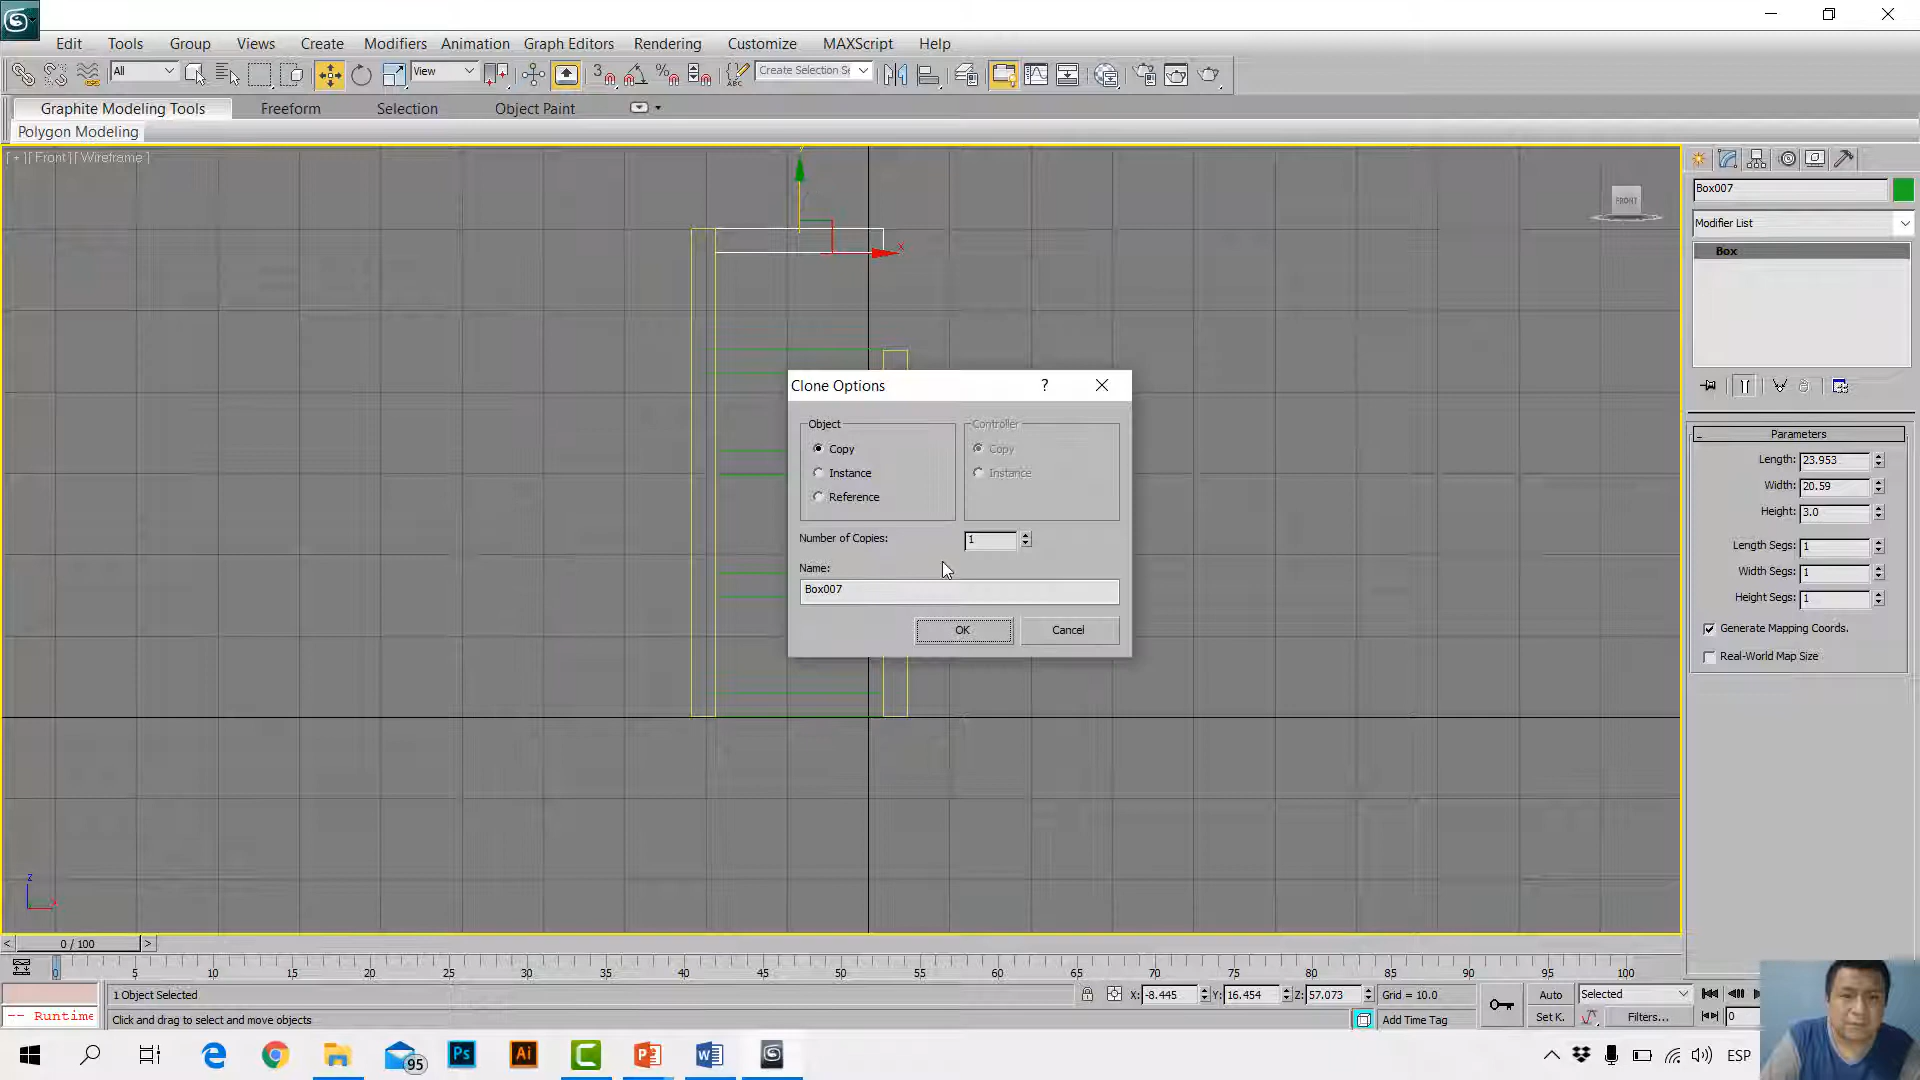 Edit Tools Group Views Create Modifiers Animation Graph Editors Rendering Customize MAXScript Help
All View Create Selection Se
Graphite Modeling Tools Freeform Selection Object Paint
Polygon Modeling
[ + ][ Front ][ Wireframe ]
FRONT
y
x
z
Box007
Modifier List
Box
Parameters
Length: 23.953
Width: 20.59
Height: 3.0
Length Segs: 1
Width Segs: 1
Height Segs: 1
Generate Mapping Coords.
Real-World Map Size
Clone Options ?
Object
Copy
Instance
Reference
Controller
Copy
Instance
Number of Copies: 1
Name:
Box007
OK Cancel
< 0 / 100 >
0 5 10 15 20 25 30 35 40 45 50 55 60 65 70 75 80 85 90 95 100
1 Object Selected X: -8.445 Y: 16.454 Z: 57.073 Grid = 10.0 Auto Selected
-- Runtime Click and drag to select and move objects Add Time Tag Set K. Filters... 0
95 Ps Ai ESP